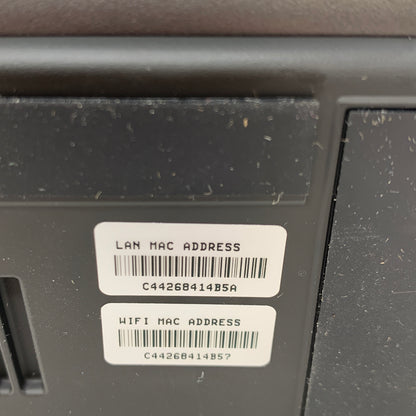 LAN MAC ADDRESS
C44268414B5A
WIFI MAC ADDRESS
C44268414B57